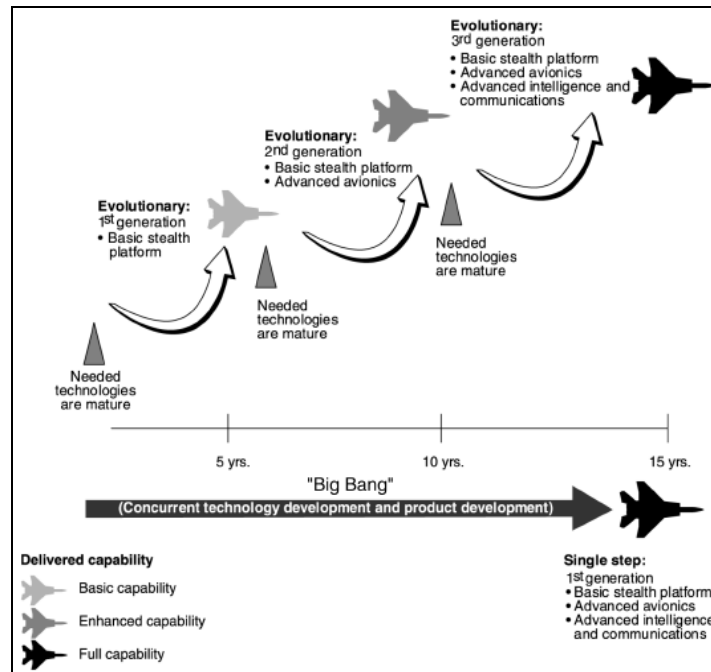 Evolutionary:
3rd generation
• Basic stealth platform
• Advanced avionics
• Advanced intelligence and
communications
Evolutionary:
2nd generation
• Basic stealth platform
• Advanced avionics
Evolutionary:
1st generation
• Basic stealth
platform
Needed
technologies
are mature
Needed
technologies
are mature
Needed
technologies
are mature
5 yrs.
10 yrs.
15 yrs.
"Big Bang"
(Concurrent technology development and product development)
Delivered capability
Basic capability
Enhanced capability
Full capability
Single step:
1st generation
• Basic stealth platform
• Advanced avionics
• Advanced intelligence
and communications